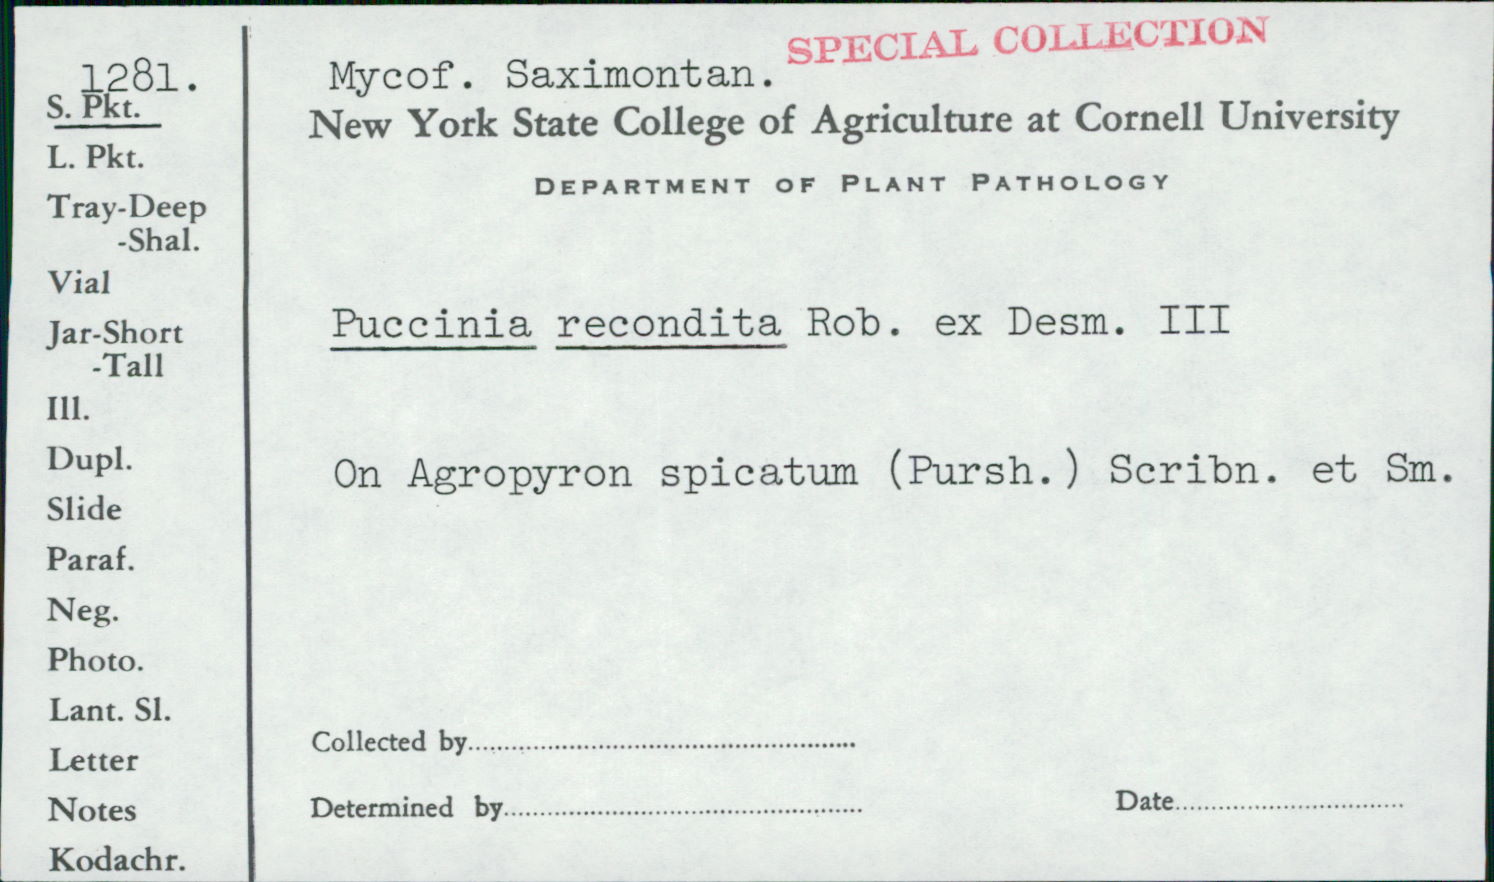 1281.
S. Pkt.
L. Pkt.
Tray-Deep
-Shal.
Vial
Jar-Short
-Tall
Ill.
Dupl.
Slide
Paraf.
Neg.
Photo.
Lant. Sl.
Letter
Notes
Kodachr.
SPECIAL COLLECTION
Mycof. Saximontan.
New York State College of Agriculture at Cornell University
DEPARTMENT OF PLANT PATHOLOGY
Puccinia recondita Rob. ex Desm. III
On Agropyron spicatum (Pursh.) Scribn. et Sm.
Collected by
Determined by
Date